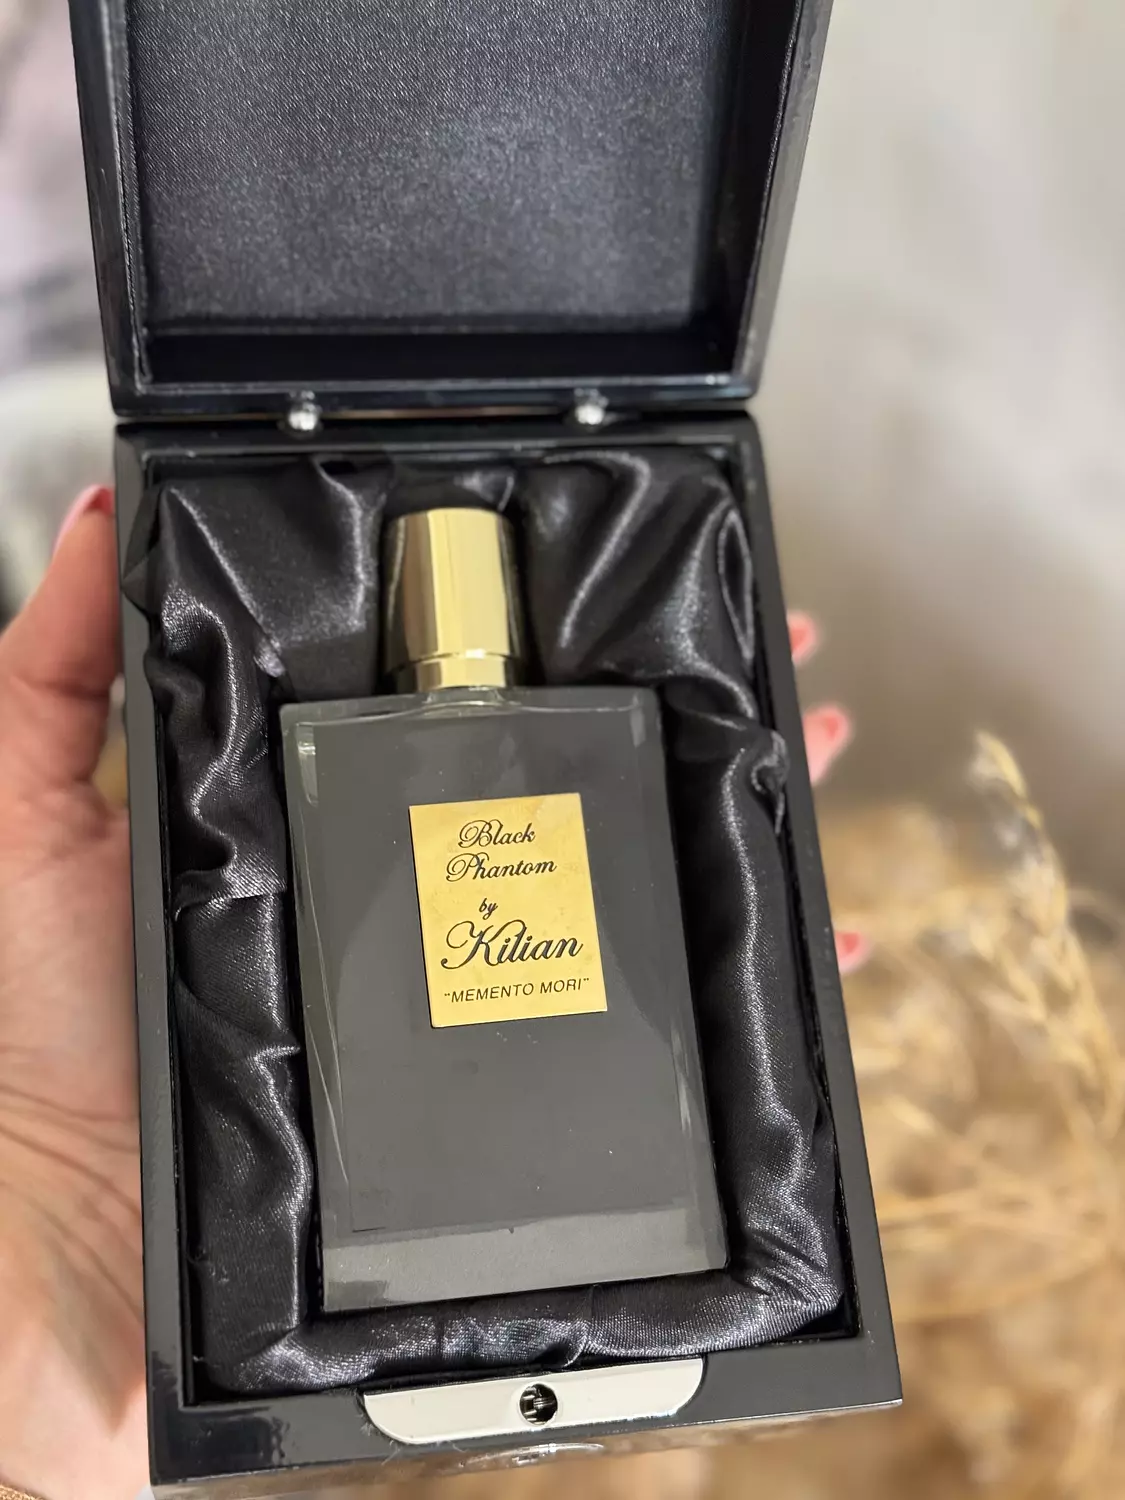 Black
Phantom
by
Kilian
"MEMENTO MORI"